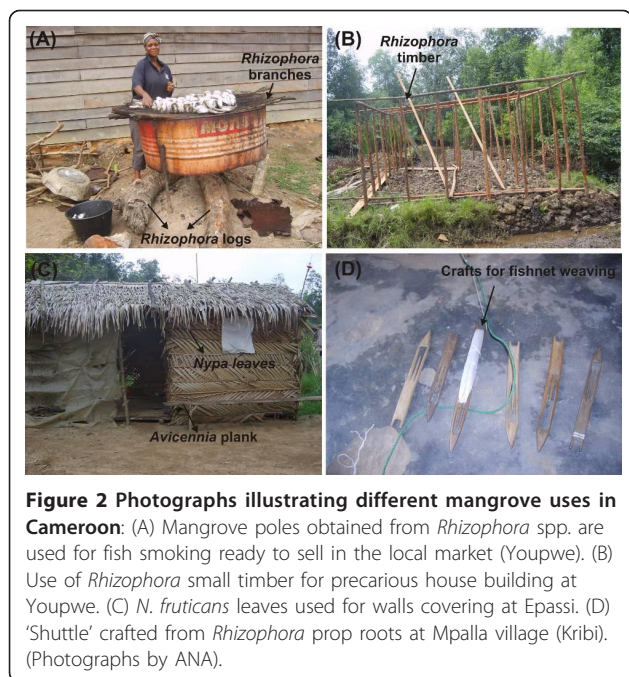 (A)
Rhizophora
branches
Rhizophora logs
(B)
Rhizophora
timber
(C)
Nypa leaves
Avicennia plank
(D)
Crafts for fishnet weaving
Figure 2 Photographs illustrating different mangrove uses in
Cameroon: (A) Mangrove poles obtained from Rhizophora spp. are
used for fish smoking ready to sell in the local market (Youpwe). (B)
Use of Rhizophora small timber for precarious house building at
Youpwe. (C) N. fruticans leaves used for walls covering at Epassi. (D)
‘Shuttle’ crafted from Rhizophora prop roots at Mpalla village (Kribi).
(Photographs by ANA).